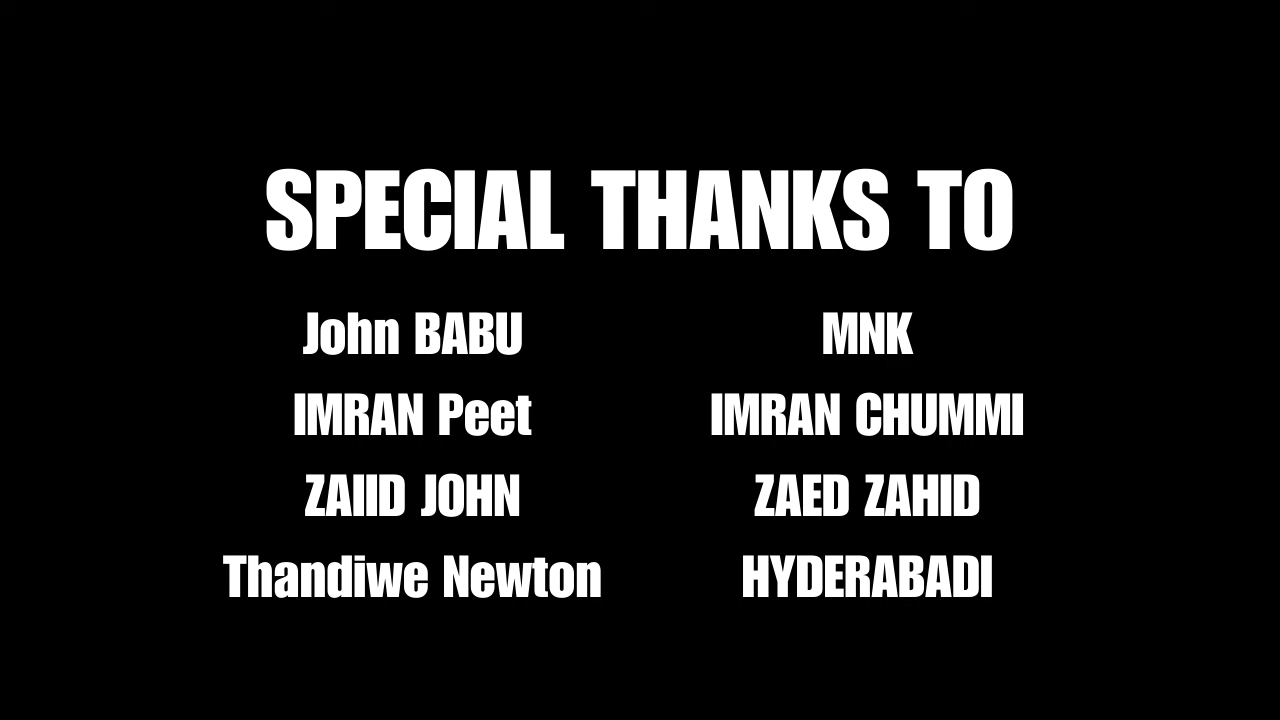 SPECIAL THANKS TO
John BABU
IMRAN Peet
ZAIID JOHN
Thandiwe Newton
MNK
IMRAN CHUMMI
ZAED ZAHID
HYDERABADI